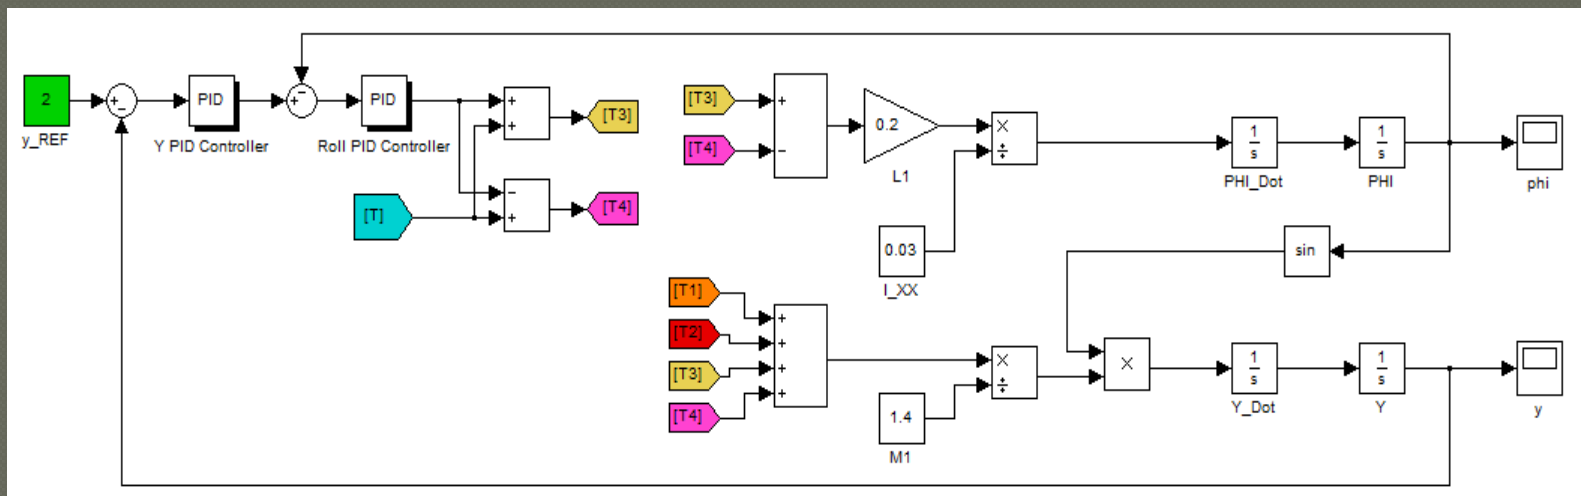 2
y_REF
+
−
PID
Y PID Controller
+
−
PID
Roll PID Controller
+
+
[T3]
[T]
−
+
[T4]
[T3]
[T4]
+
−
0.2
L1
×
÷
0.03
I_XX
1
s
PHI_Dot
1
s
PHI
phi
sin
[T1]
[T2]
[T3]
[T4]
+
+
+
+
1.4
M1
×
÷
×
1
s
Y_Dot
1
s
Y
y